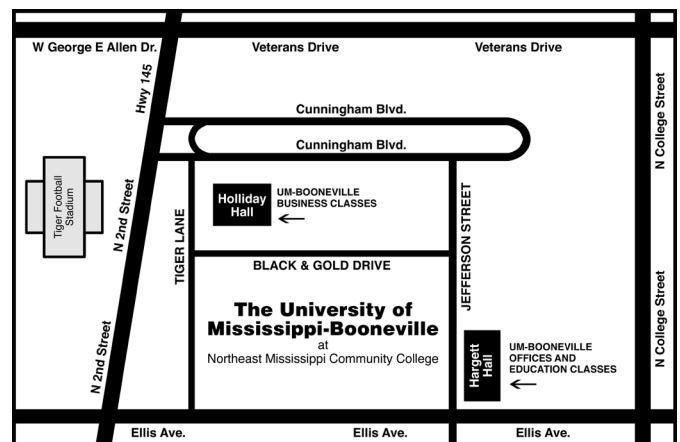 W George E Allen Dr.
Veterans Drive
Veterans Drive
Hwy 145
N College Street
Cunningham Blvd.
Cunningham Blvd.
Tiger Football
Stadium
N 2nd Street
TIGER LANE
Holliday
Hall
UM-BOONEVILLE
BUSINESS CLASSES
JEFFERSON STREET
BLACK & GOLD DRIVE
The University of
Mississippi-Booneville
at
Northeast Mississippi Community College
N 2nd Street
Hargett
Hall
UM-BOONEVILLE
OFFICES AND
EDUCATION CLASSES
N College Street
Ellis Ave.
Ellis Ave.
Ellis Ave.